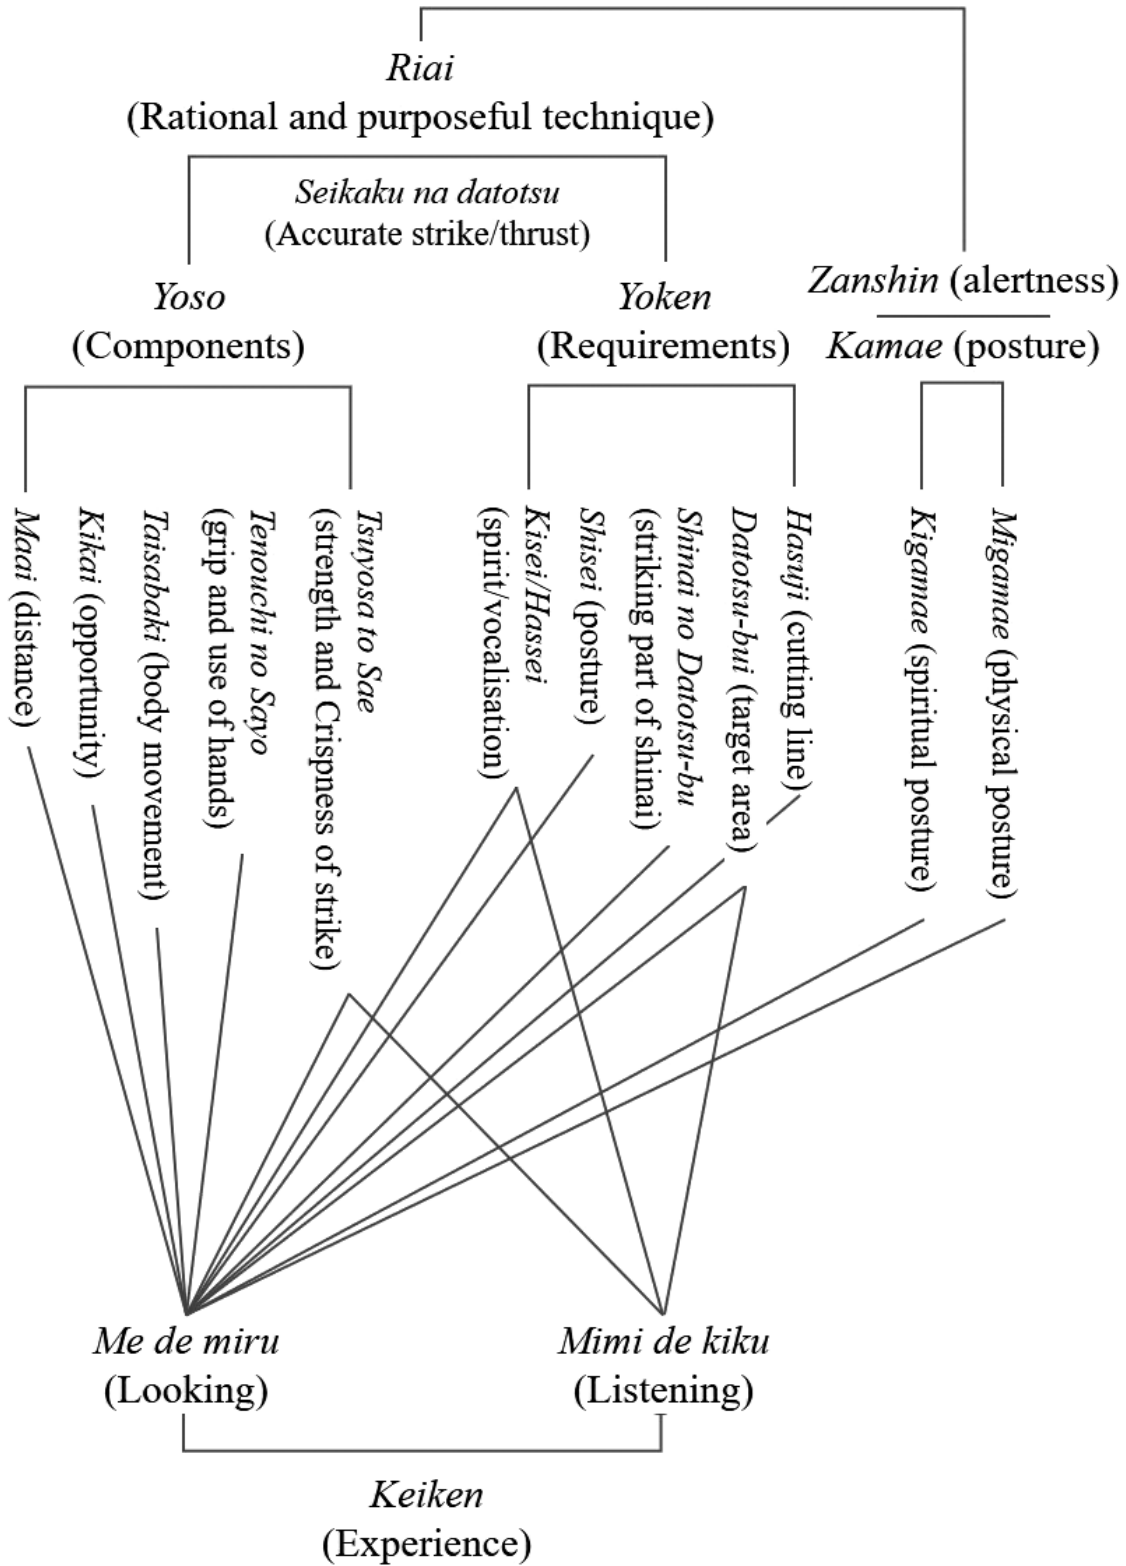 Riai
(Rational and purposeful technique)
Seikaku na datotsu
(Accurate strike/thrust)
Yoso
(Components)
Yoken
(Requirements)
Zanshin (alertness)
Kamae (posture)
Maai (distance)
Kikai (opportunity)
Taisabaki (body movement)
Tenouchi no Sayo
(grip and use of hands)
Tsuyosa to Sae
(strength and Crispness of strike)
Kisei/Hassei
(spirit/vocalisation)
Shisei (posture)
Shinai no Datotsu-bu
(striking part of shinai)
Datotsu-bui (target area)
Hasuji (cutting line)
Kigamae (spiritual posture)
Migamae (physical posture)
Me de miru
(Looking)
Mimi de kiku
(Listening)
Keiken
(Experience)